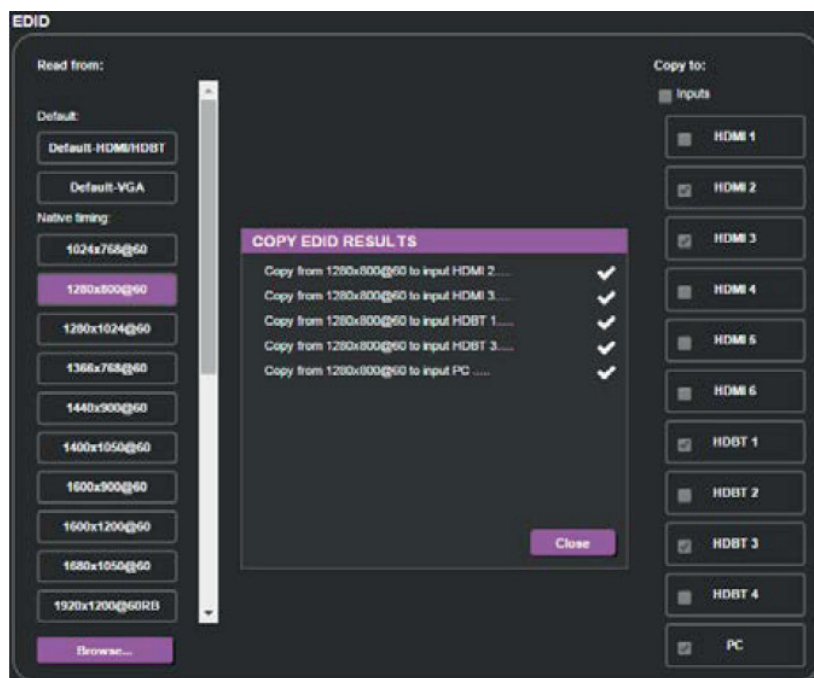 EDID
Read from:
Default:
Default-HDMI/HDBT
Default-VGA
Native timing:
1024x768@60
1280x800@60
1280x1024@60
1366x768@60
1440x900@60
1400x1050@60
1600x900@60
1600x1200@60
1680x1050@60
1920x1200@60RB
Browse...
COPY EDID RESULTS
Copy from 1280x800@60 to input HDMI 2.....
Copy from 1280x800@60 to input HDMI 3.....
Copy from 1280x800@60 to input HDBT 1.....
Copy from 1280x800@60 to input HDBT 3.....
Copy from 1280x800@60 to input PC .....
Close
Copy to:
Inputs
HDMI 1
HDMI 2
HDMI 3
HDMI 4
HDMI 5
HDMI 6
HDBT 1
HDBT 2
HDBT 3
HDBT 4
PC